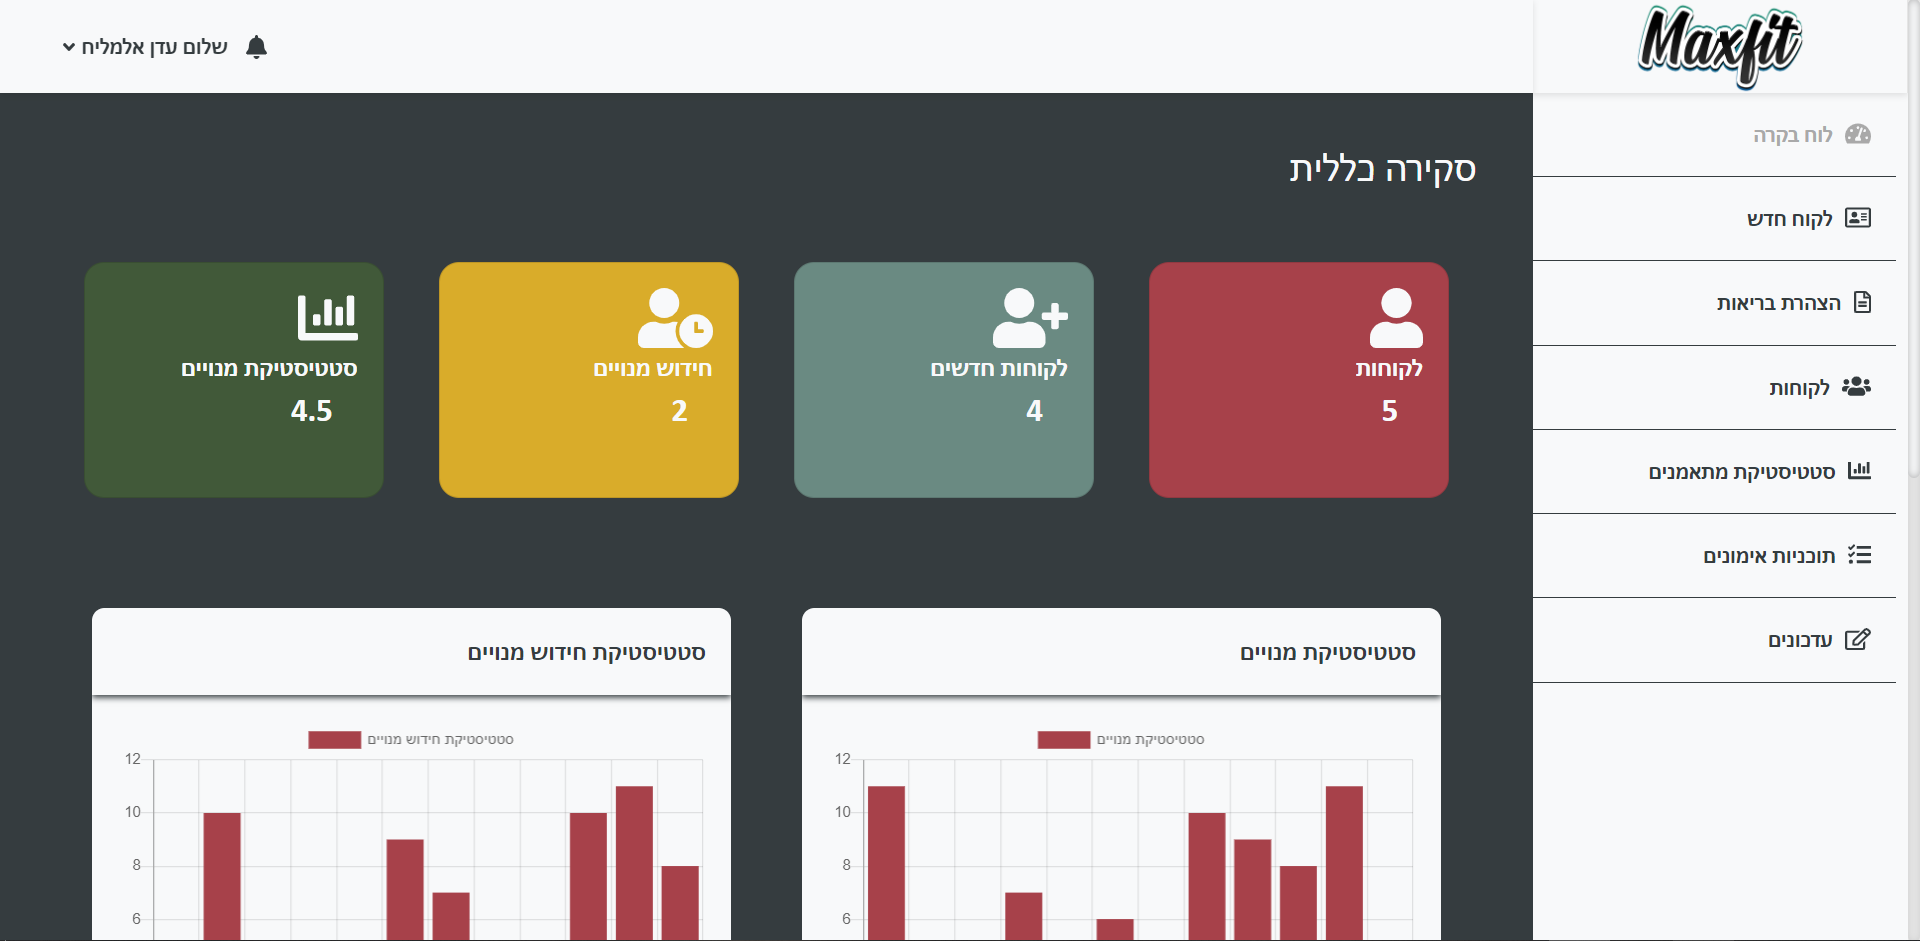 Maxfit
שלום עדן אלמליח
לוח בקרה
לקוח חדש
הצהרת בריאות
לקוחות
סטטיסטיקת מתאמנים
תוכניות אימונים
עדכונים
סקירה כללית
לקוחות
5
לקוחות חדשים
4
חידוש מנויים
2
סטטיסטיקת מנויים
4.5
סטטיסטיקת מנויים
סטטיסטיקת מנויים
12
10
8
6
סטטיסטיקת חידוש מנויים
סטטיסטיקת חידוש מנויים
12
10
8
6